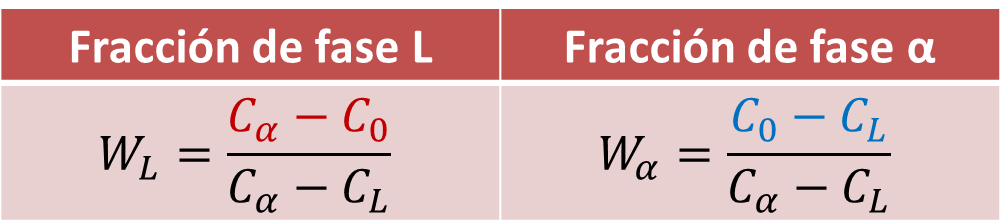 Fracción de fase L
Fracción de fase α
W_L = (C_α − C_0) / (C_α − C_L)
W_α = (C_0 − C_L) / (C_α − C_L)